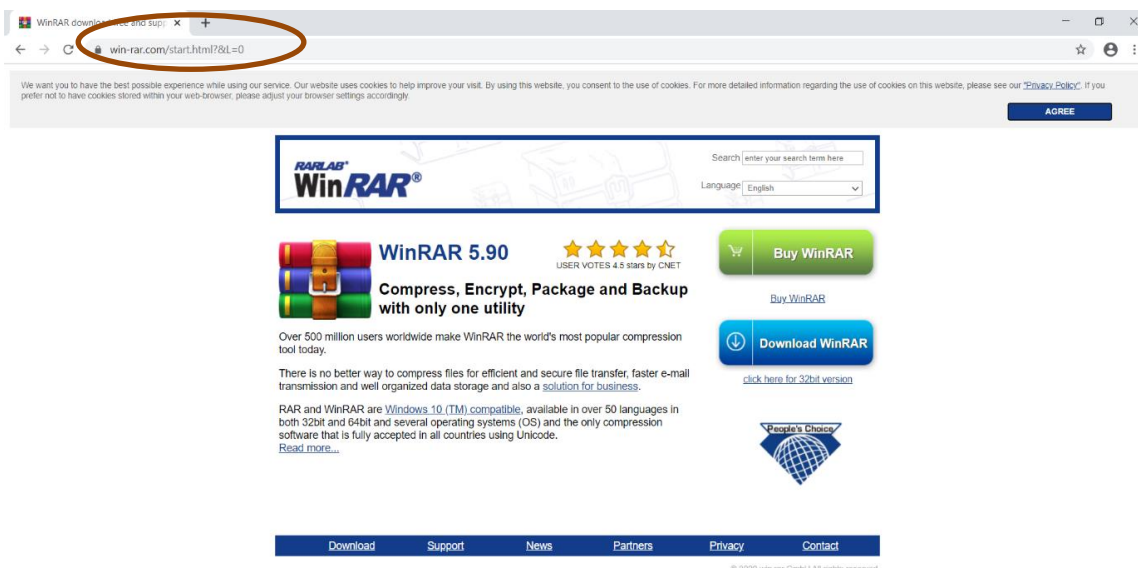 WinRAR download free and supp
win-rar.com/start.html?&L=0
We want you to have the best possible experience while using our service. Our website uses cookies to help improve your visit. By using this website, you consent to the use of cookies. For more detailed information regarding the use of cookies on this website, please see our "Privacy Policy". If you
prefer not to have cookies stored within your web-browser, please adjust your browser settings accordingly.
AGREE
RARLAB®
WinRAR®
Search enter your search term here
Language English
WinRAR 5.90
USER VOTES 4.5 stars by CNET
Compress, Encrypt, Package and Backup
with only one utility
Over 500 million users worldwide make WinRAR the world's most popular compression
tool today.
There is no better way to compress files for efficient and secure file transfer, faster e-mail
transmission and well organized data storage and also a solution for business.
RAR and WinRAR are Windows 10 (TM) compatible, available in over 50 languages in
both 32bit and 64bit and several operating systems (OS) and the only compression
software that is fully accepted in all countries using Unicode.
Read more...
Buy WinRAR
Buy WinRAR
Download WinRAR
click here for 32bit version
People's Choice
Download Support News Partners Privacy Contact
© 2020 win.rar GmbH All rights reserved